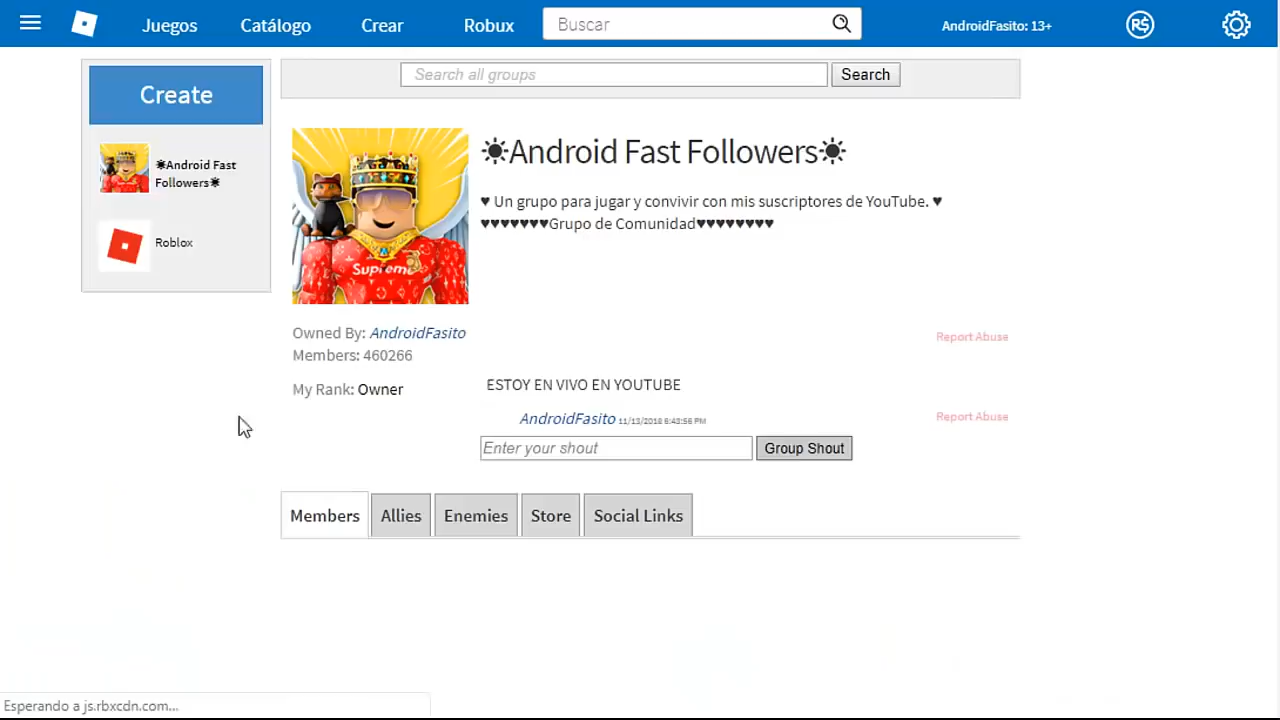 Juegos Catálogo Crear Robux Buscar AndroidFasito: 13+ R$
Create
☀Android Fast
Followers☀
Roblox
Search all groups Search
☀Android Fast Followers☀
♥ Un grupo para jugar y convivir con mis suscriptores de YouTube. ♥
♥♥♥♥♥♥♥Grupo de Comunidad♥♥♥♥♥♥♥♥
Supreme
Owned By: AndroidFasito
Members: 460266
My Rank: Owner
Report Abuse
ESTOY EN VIVO EN YOUTUBE
AndroidFasito 11/13/2018 6:43:56 PM
Report Abuse
Enter your shout Group Shout
Members Allies Enemies Store Social Links
Esperando a js.rbxcdn.com...